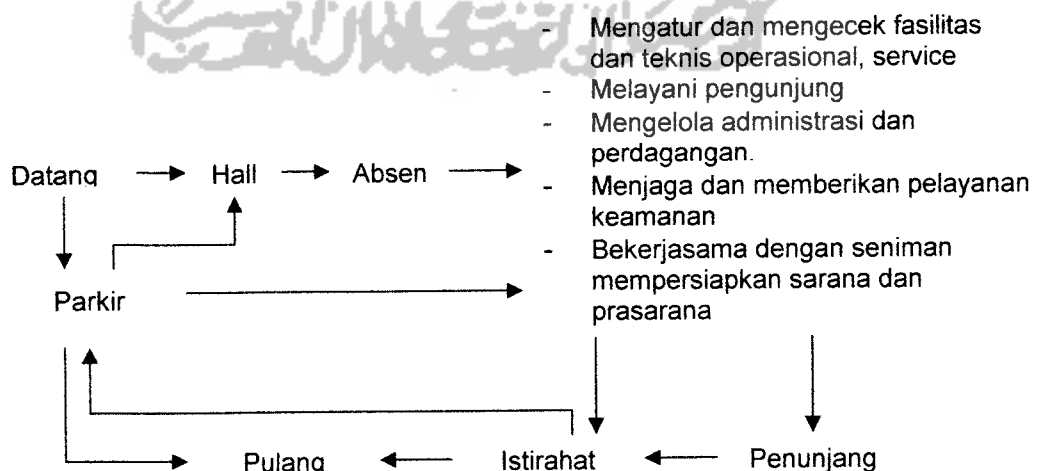 - Mengatur dan mengecek fasilitas
dan teknis operasional, service
- Melayani pengunjung
- Mengelola administrasi dan
perdagangan.
- Menjaga dan memberikan pelayanan
keamanan
- Bekerjasama dengan seniman
mempersiapkan sarana dan
prasarana
Datang Hall Absen
Parkir
Pulang Istirahat Penunjang